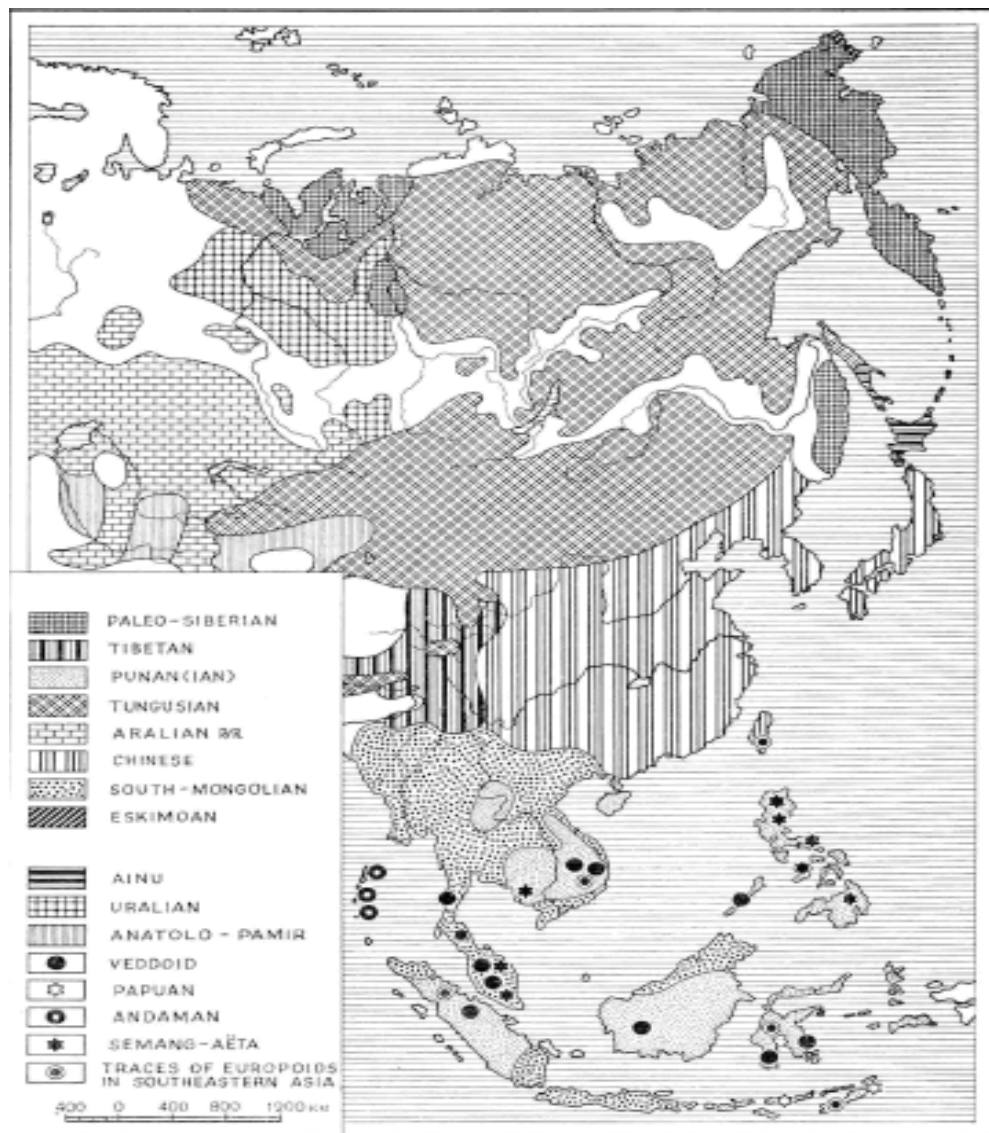 PALEO-SIBERIAN
TIBETAN
PUNAN(IAN)
TUNGUSIAN
ARALIAN
CHINESE
SOUTH-MONGOLIAN
ESKIMOAN
AINU
URALIAN
ANATOLO-PAMIR
VEDDOID
PAPUAN
ANDAMAN
SEMANG-AËTA
TRACES OF EUROPOIDS
IN SOUTHEASTERN ASIA
400 0 400 800 1200 KM